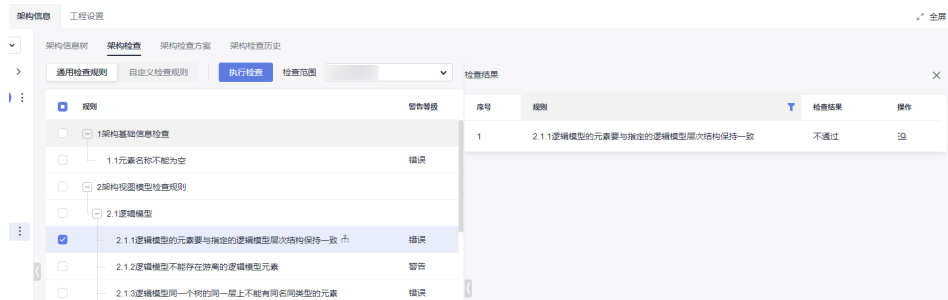 架构信息 工程设置 全屏
架构信息树 架构检查 架构检查方案 架构检查历史
通用检查规则 自定义检查规则 执行检查 检查范围 检查结果
规则 警告等级 序号 规则 检查结果 操作
1架构基础信息检查
1 2.1.1逻辑模型的元素要与指定的逻辑模型层次结构保持一致 不通过
1.1元素名称不能为空 错误
2架构视图模型检查规则
2.1逻辑模型
2.1.1逻辑模型的元素要与指定的逻辑模型层次结构保持一致 错误
2.1.2逻辑模型不能存在游离的逻辑模型元素 警告
2.1.3逻辑模型同一个树的同一层上不能有同名同类型的元素 错误